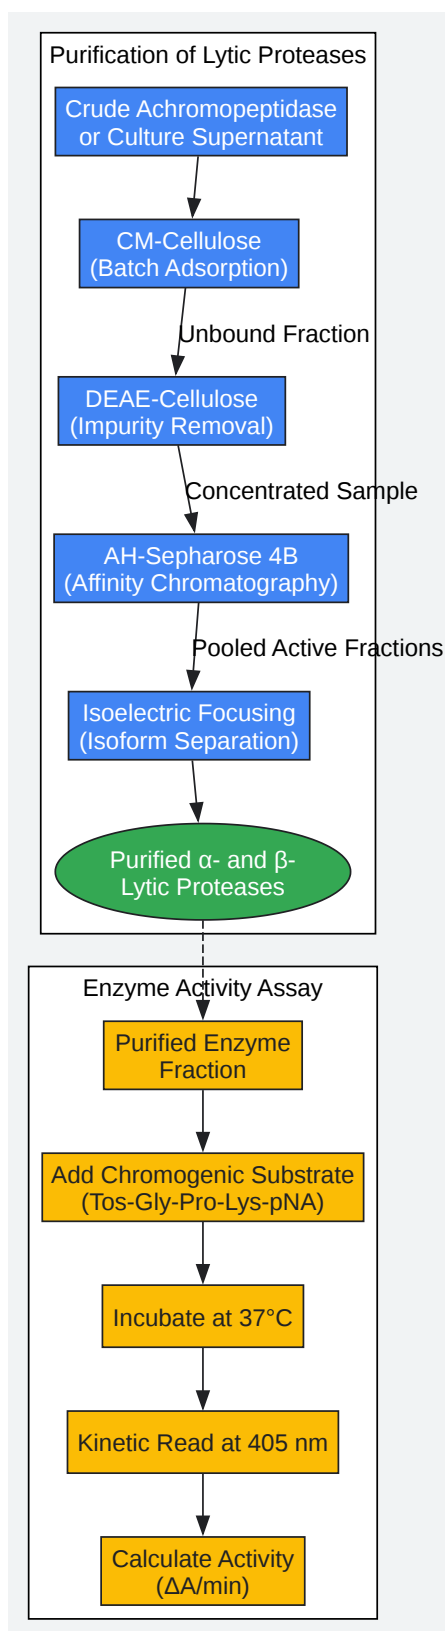 Purification of Lytic Proteases
Crude Achromopeptidase
or Culture Supernatant
CM-Cellulose
(Batch Adsorption)
Unbound Fraction
DEAE-Cellulose
(Impurity Removal)
Concentrated Sample
AH-Sepharose 4B
(Affinity Chromatography)
Pooled Active Fractions
Isoelectric Focusing
(Isoform Separation)
Purified α- and β-
Lytic Proteases
Enzyme Activity Assay
Purified Enzyme
Fraction
Add Chromogenic Substrate
(Tos-Gly-Pro-Lys-pNA)
Incubate at 37°C
Kinetic Read at 405 nm
Calculate Activity
(ΔA/min)